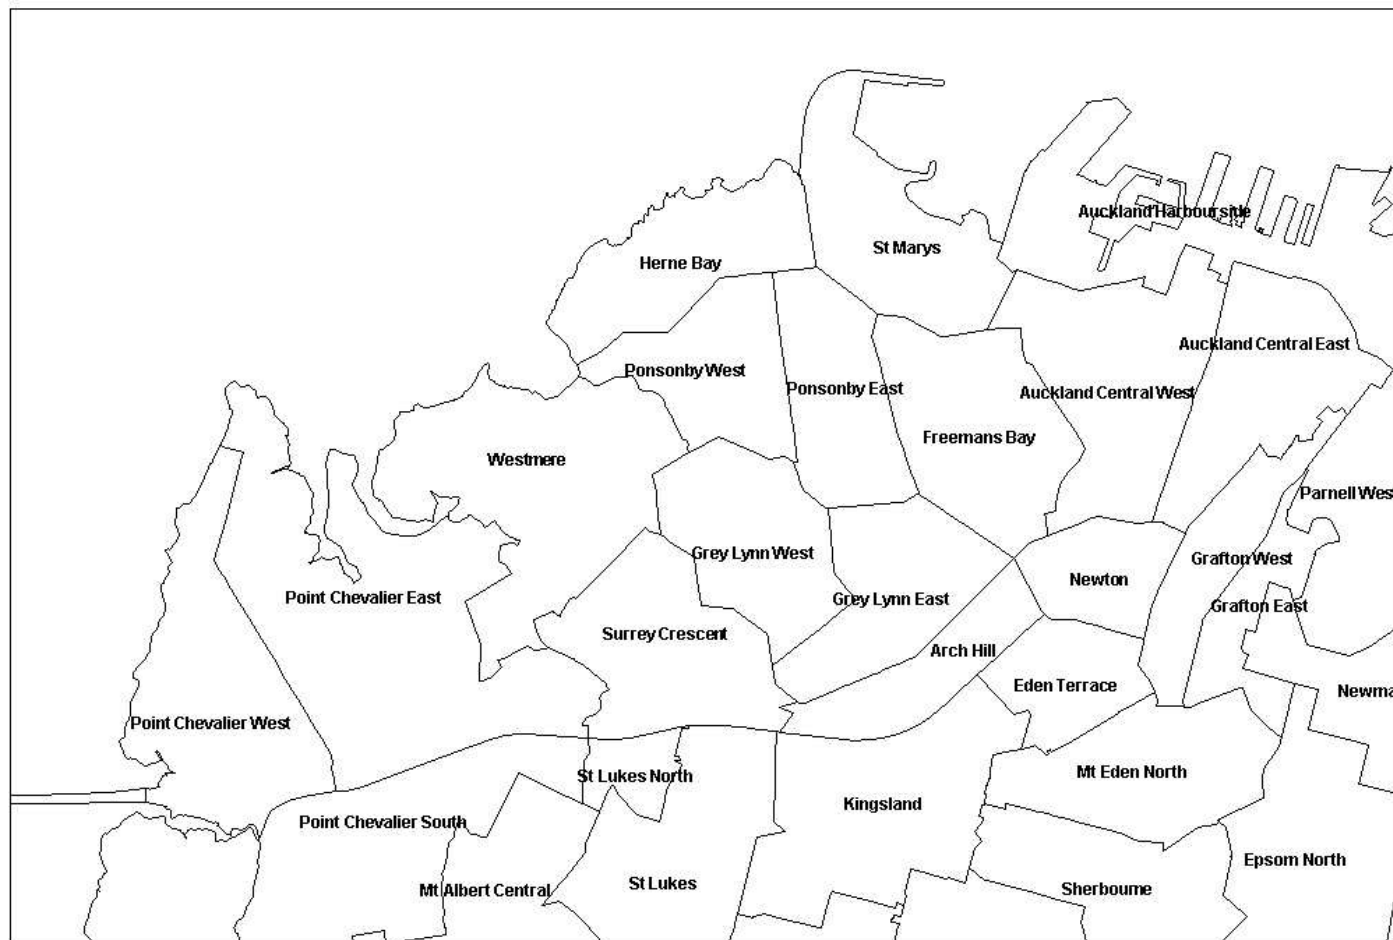 Auckland Harbourside
St Marys
Herne Bay
Auckland Central East
Ponsonby West
Ponsonby East
Auckland Central West
Freemans Bay
Westmere
Parnell West
Grey Lynn West
Grafton West
Newton
Point Chevalier East
Grey Lynn East
Grafton East
Surrey Crescent
Arch Hill
Eden Terrace
Newma
Point Chevalier West
Mt Eden North
St Lukes North
Kingsland
Point Chevalier South
Epsom North
St Lukes
Sherbourne
Mt Albert Central